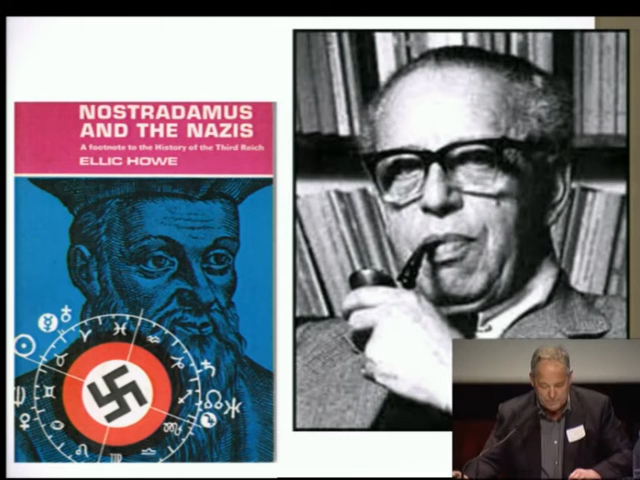 NOSTRADAMUS
AND THE NAZIS
A footnote to the History of the Third Reich
ELLIC HOWE